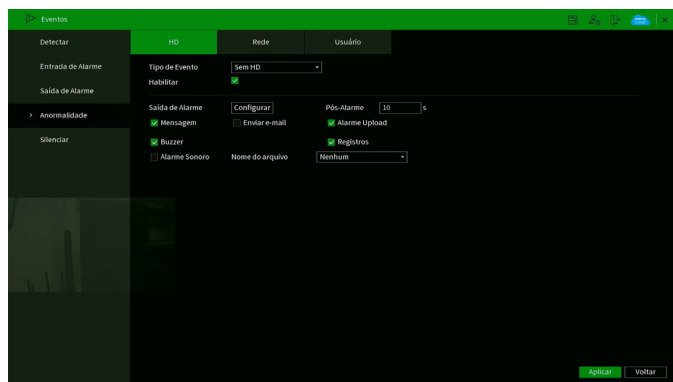 Eventos
Detectar
HD Rede Usuário
Entrada de Alarme
Tipo de Evento Sem HD
Habilitar
Saída de Alarme
Saída de Alarme Configurar Pós-Alarme 10 s
> Anormalidade
Mensagem Enviar e-mail Alarme Upload
Silenciar
Buzzer Registros
Alarme Sonoro Nome do arquivo Nenhum
Aplicar Voltar